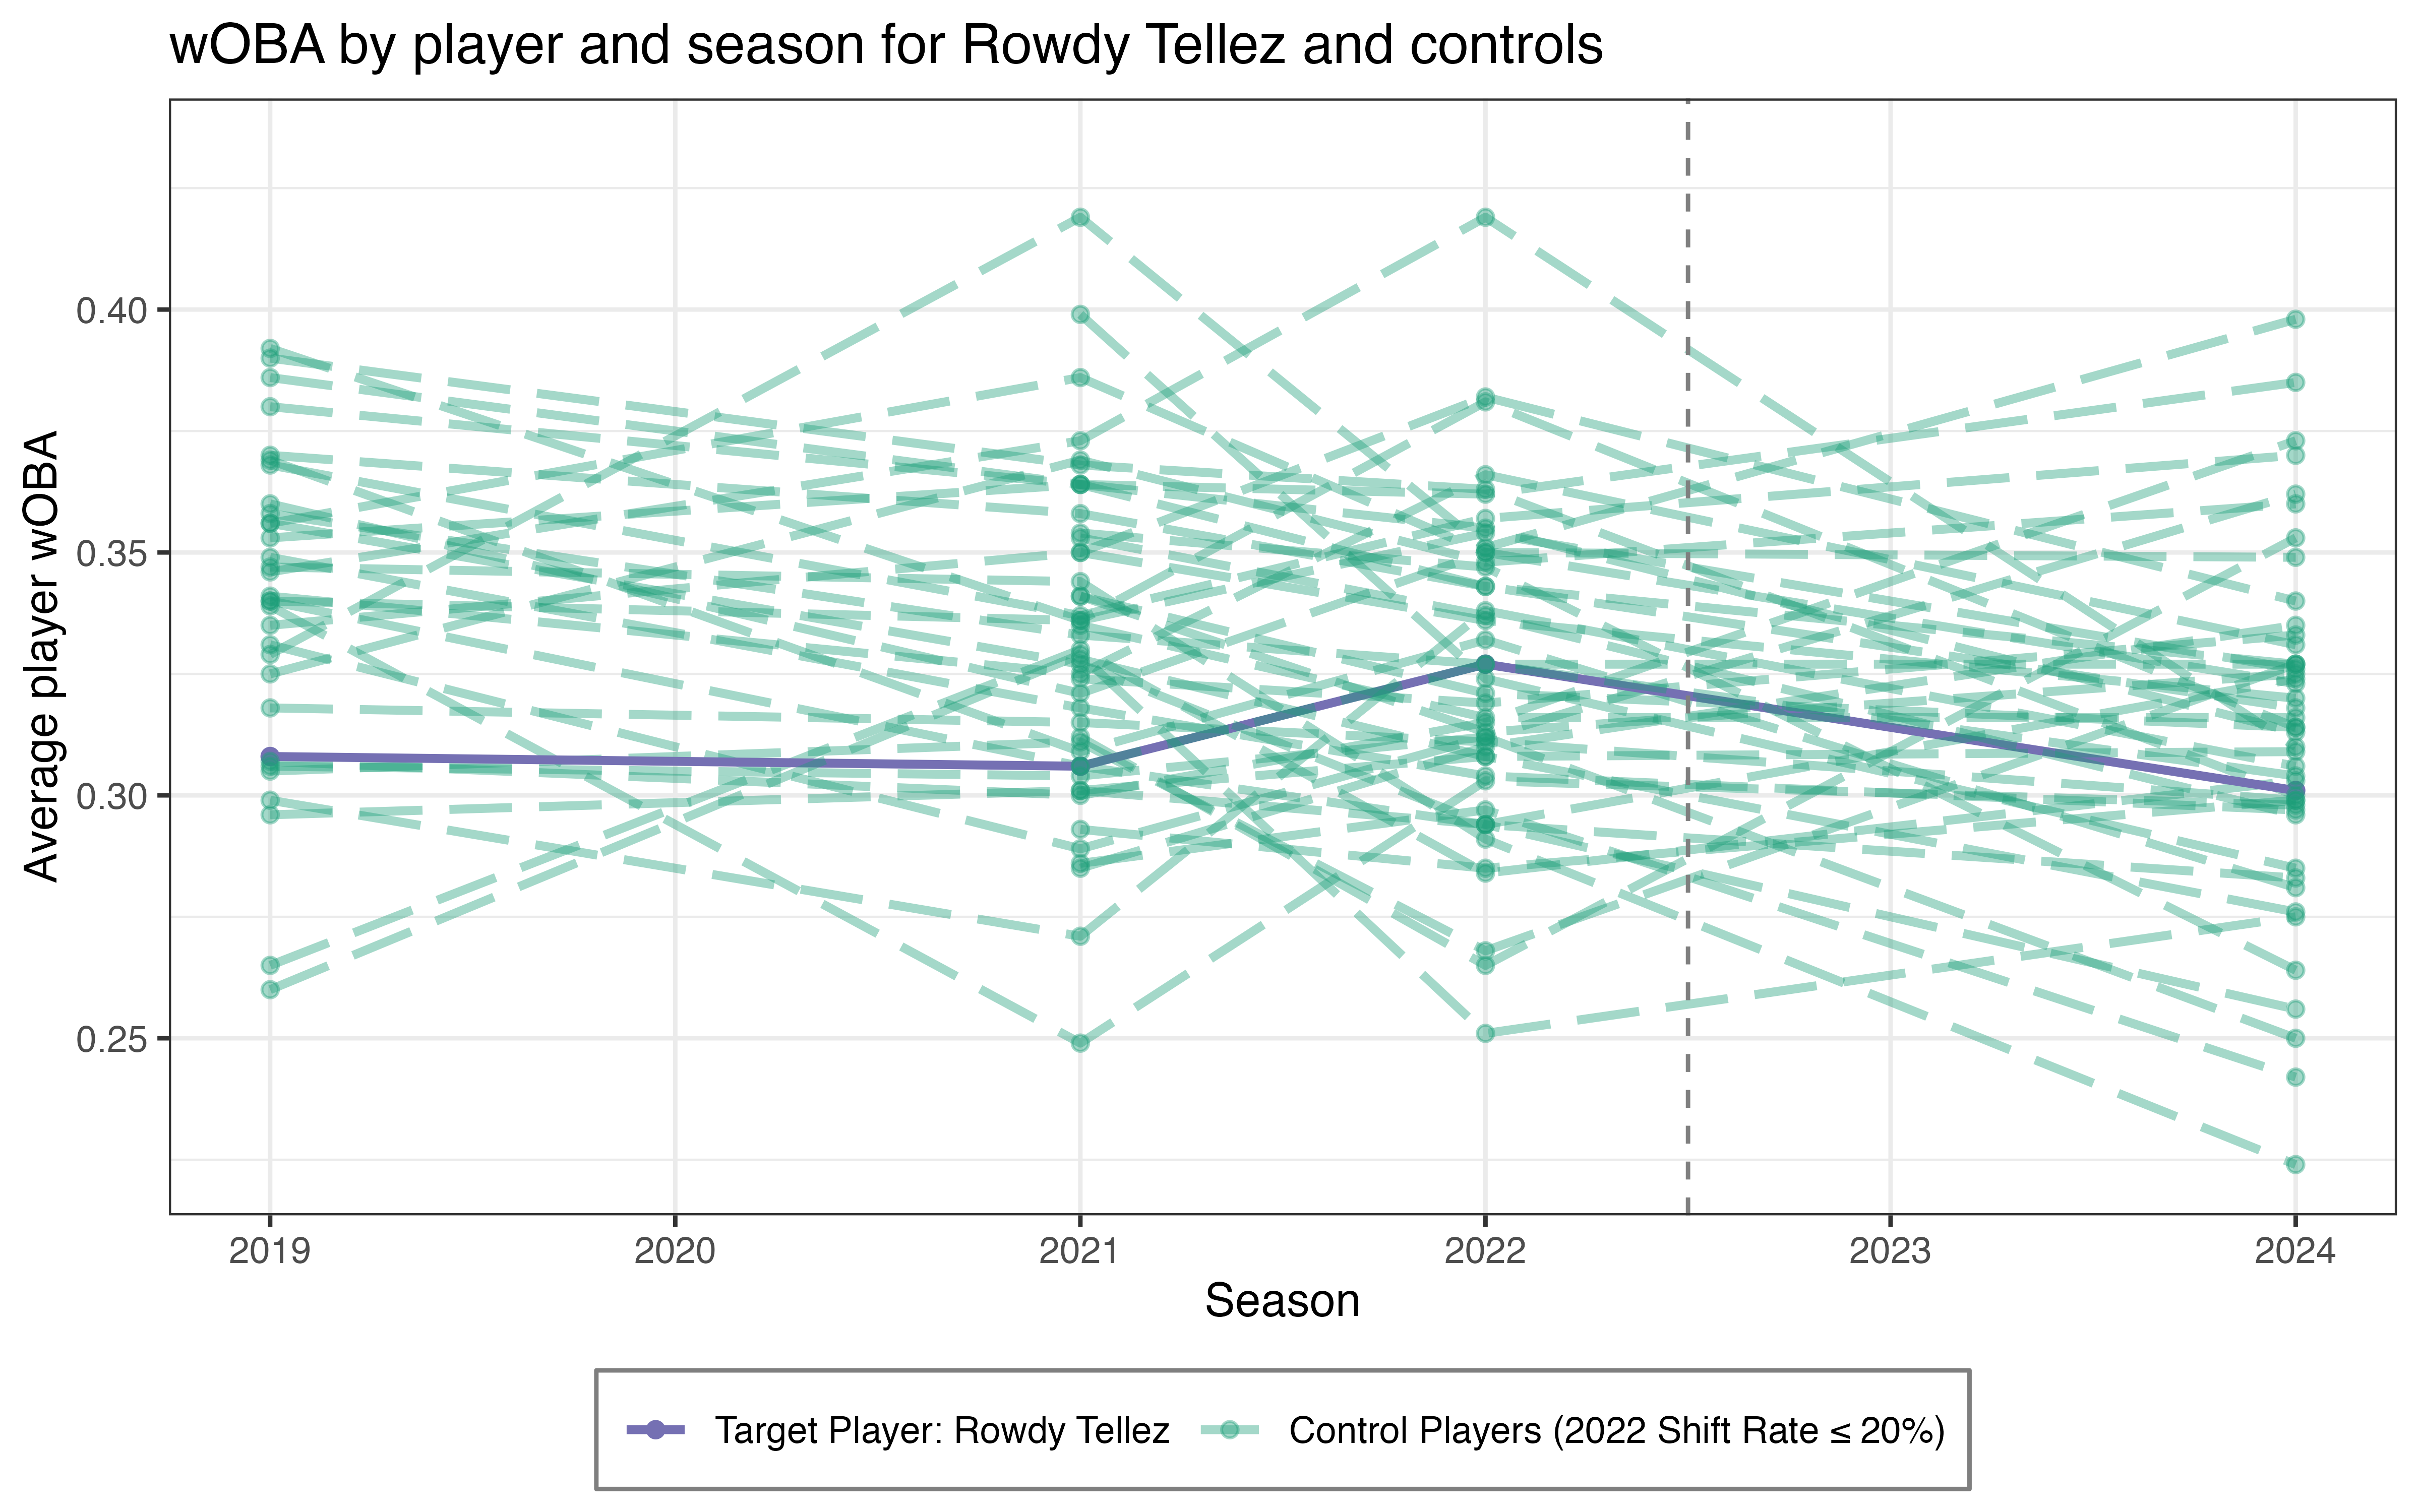 wOBA by player and season for Rowdy Tellez and controls
Average player wOBA
0.40
0.35
0.30
0.25
2019 2020 2021 2022 2023 2024
Season
Target Player: Rowdy Tellez Control Players (2022 Shift Rate ≤ 20%)